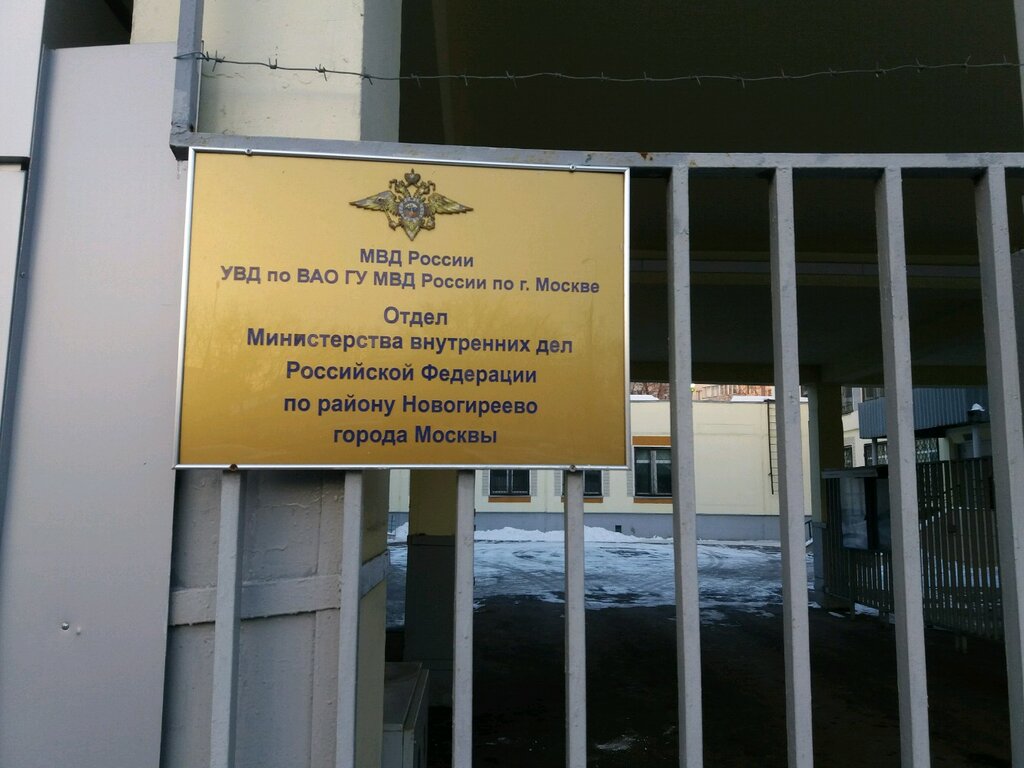 МВД России
УВД по ВАО ГУ МВД России по г. Москве
Отдел
Министерства внутренних дел
Российской Федерации
по району Новогиреево
города Москвы